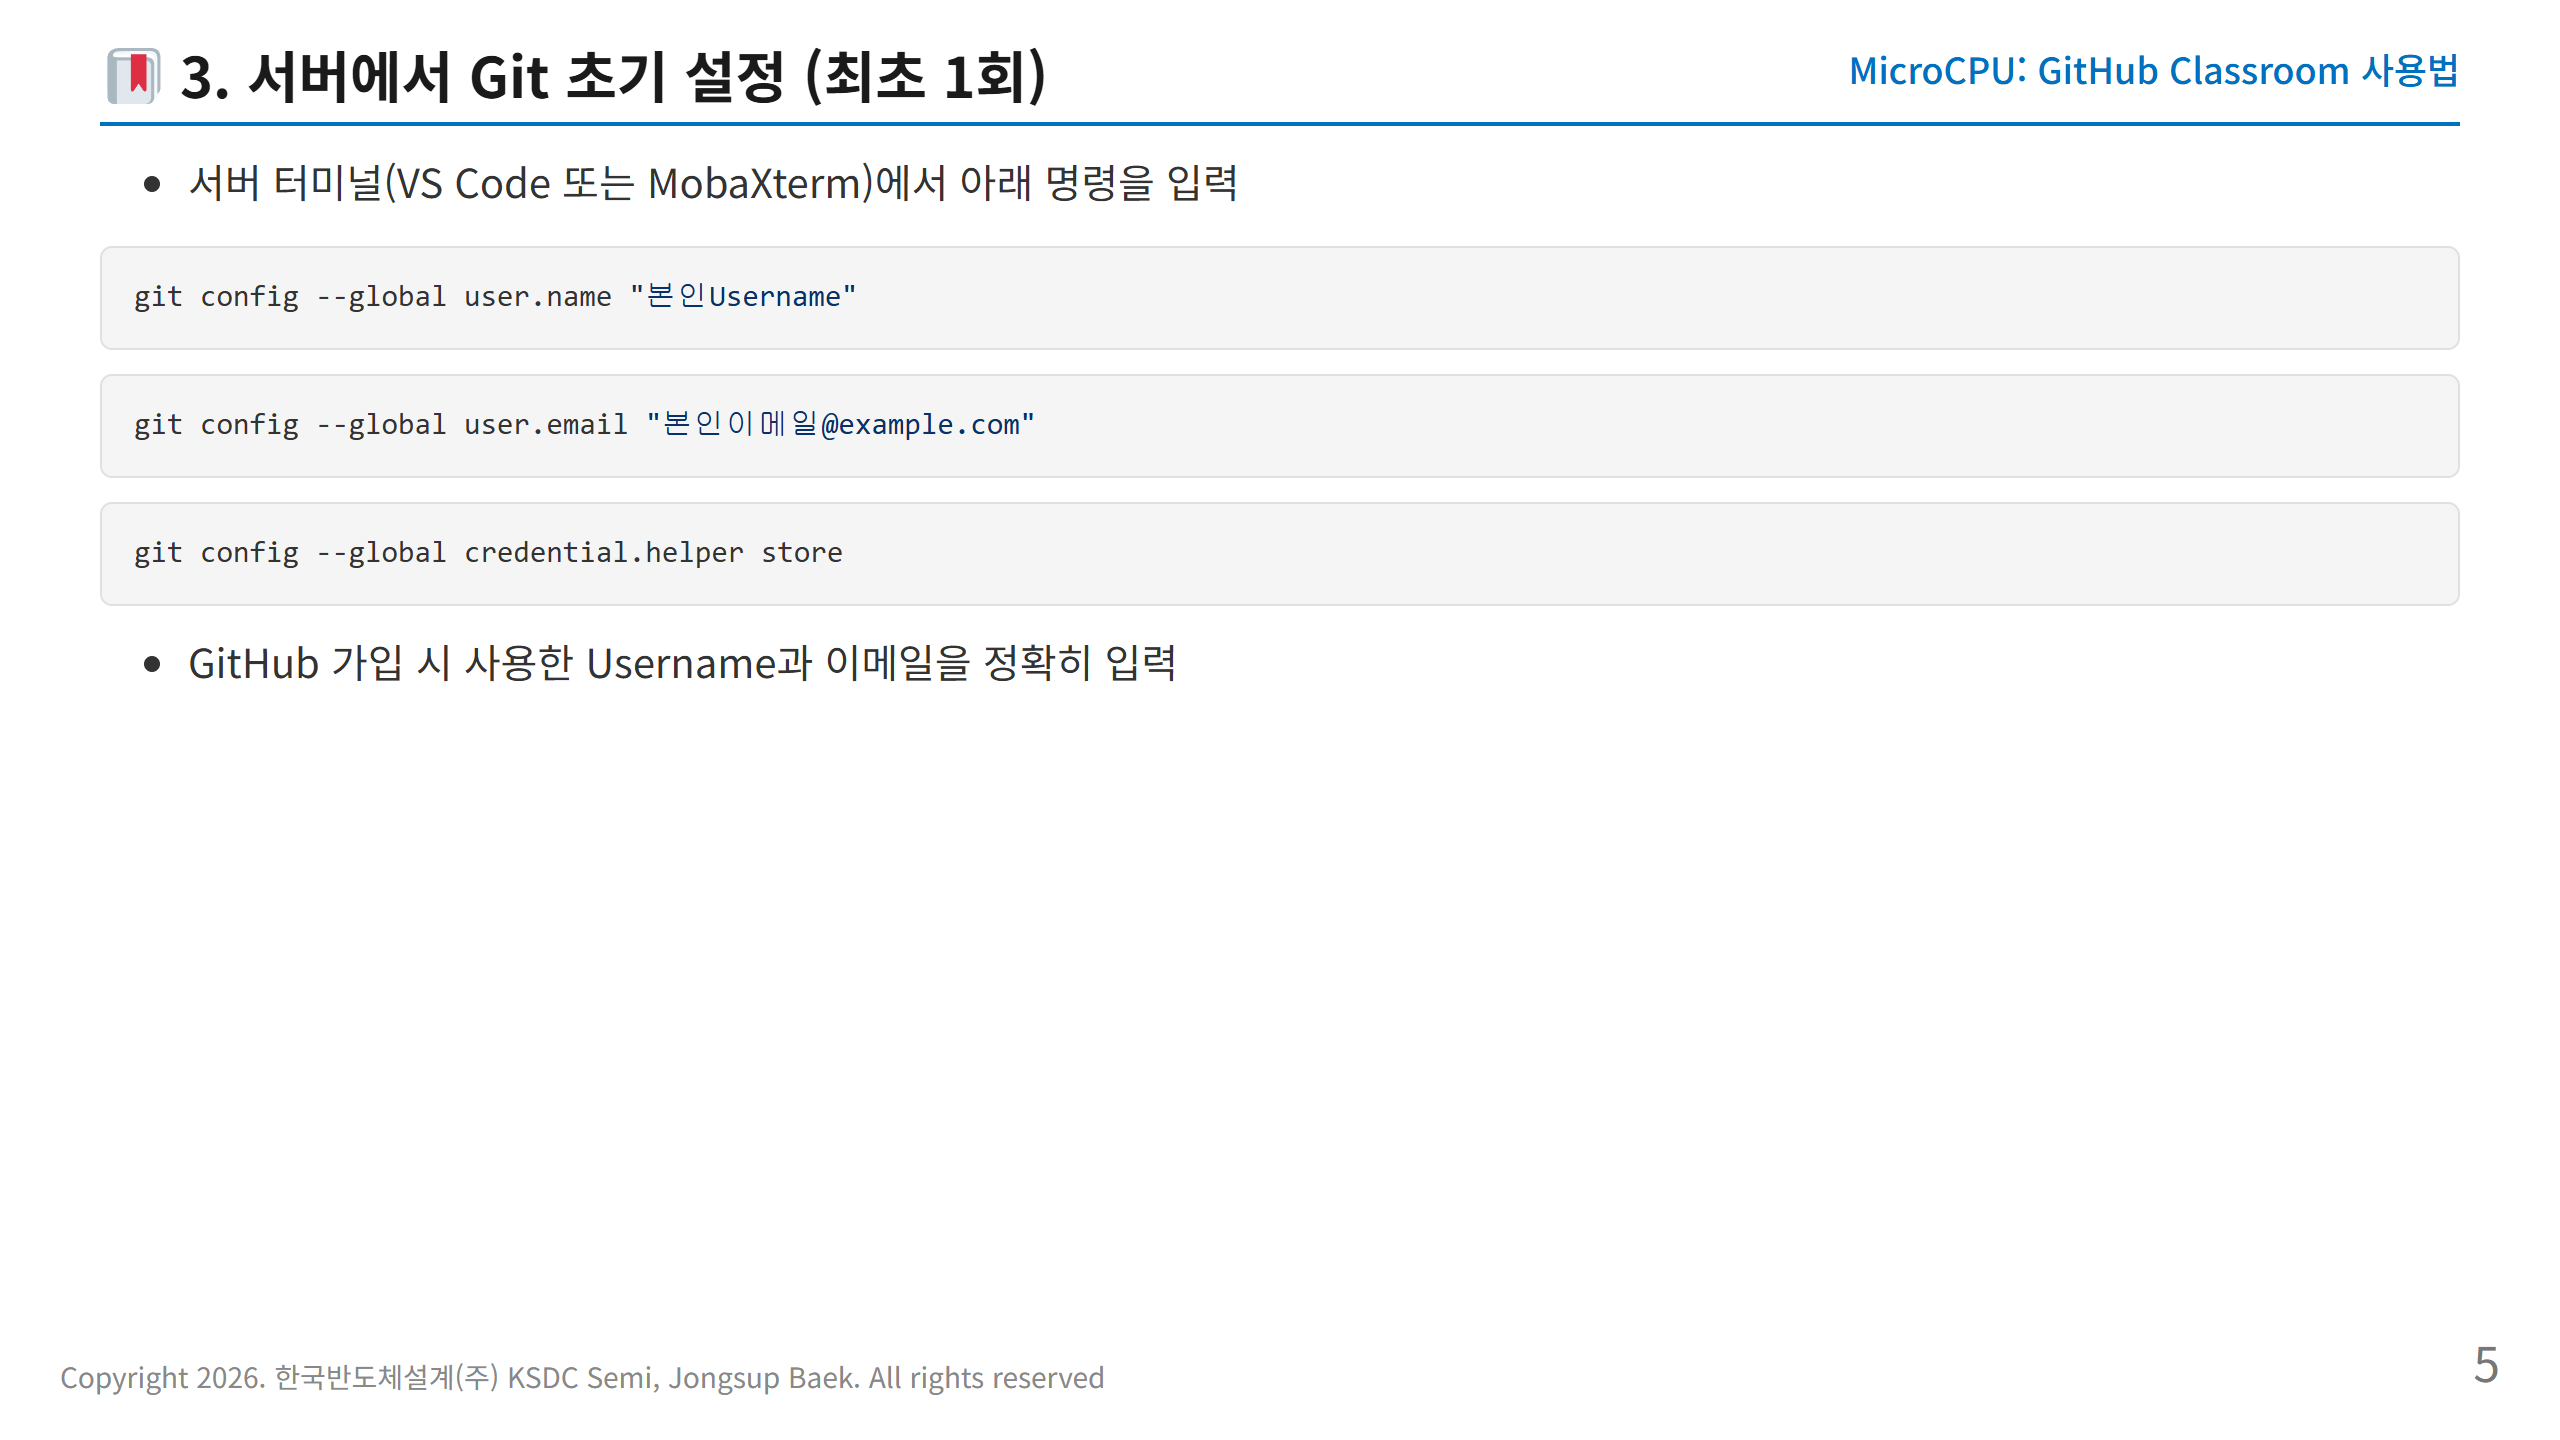 3. 서버에서 Git 초기 설정 (최초 1회)
MicroCPU: GitHub Classroom 사용법
• 서버 터미널(VS Code 또는 MobaXterm)에서 아래 명령을 입력
git config --global user.name "본인Username"
git config --global user.email "본인이메일@example.com"
git config --global credential.helper store
• GitHub 가입 시 사용한 Username과 이메일을 정확히 입력
Copyright 2026. 한국반도체설계(주) KSDC Semi, Jongsup Baek. All rights reserved
5